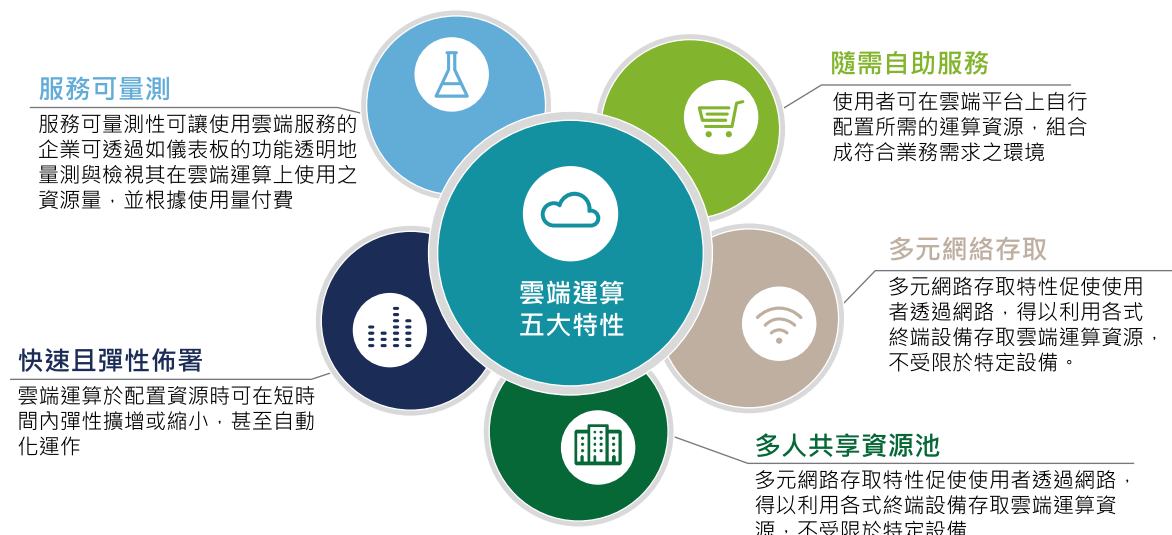 服務可量測
服務可量測性可讓使用雲端服務的
企業可透過如儀表板的功能透明地
量測與檢視其在雲端運算上使用之
資源量，並根據使用量付費
隨需自助服務
使用者可在雲端平台上自行
配置所需的運算資源，組合
成符合業務需求之環境
雲端運算
五大特性
多元網絡存取
多元網路存取特性促使使用
者透過網路，得以利用各式
終端設備存取雲端運算資源，
不受限於特定設備。
快速且彈性佈署
雲端運算於配置資源時可在短時
間內彈性擴增或縮小，甚至自動
化運作
多人共享資源池
多元網路存取特性促使使用者透過網路，
得以利用各式終端設備存取雲端運算資
源，不受限於特定設備